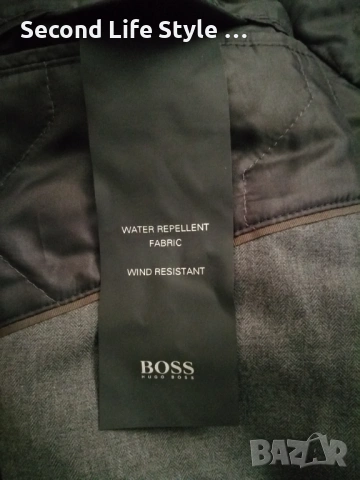 Second Life Style ...
WATER REPELLENT
FABRIC
WIND RESISTANT
BOSS
HUGO BOSS
BAZAR